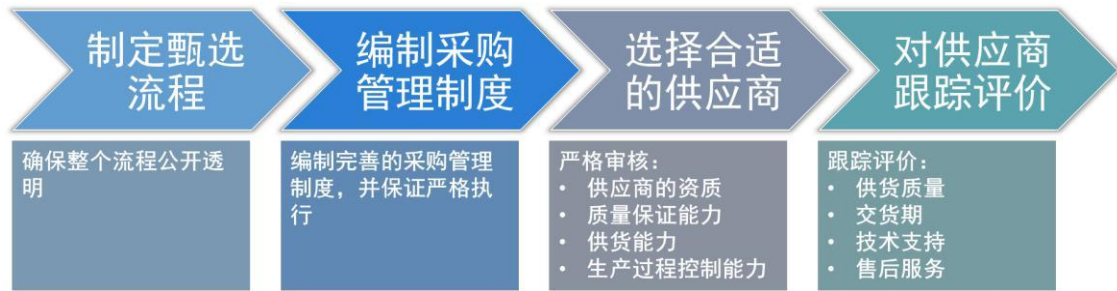 制定甄选
流程
编制采购
管理制度
选择合适
的供应商
对供应商
跟踪评价
确保整个流程公开透
明
编制完善的采购管理
制度，并保证严格执
行
严格审核：
• 供应商的资质
• 质量保证能力
• 供货能力
• 生产过程控制能力
跟踪评价：
• 供货质量
• 交货期
• 技术支持
• 售后服务